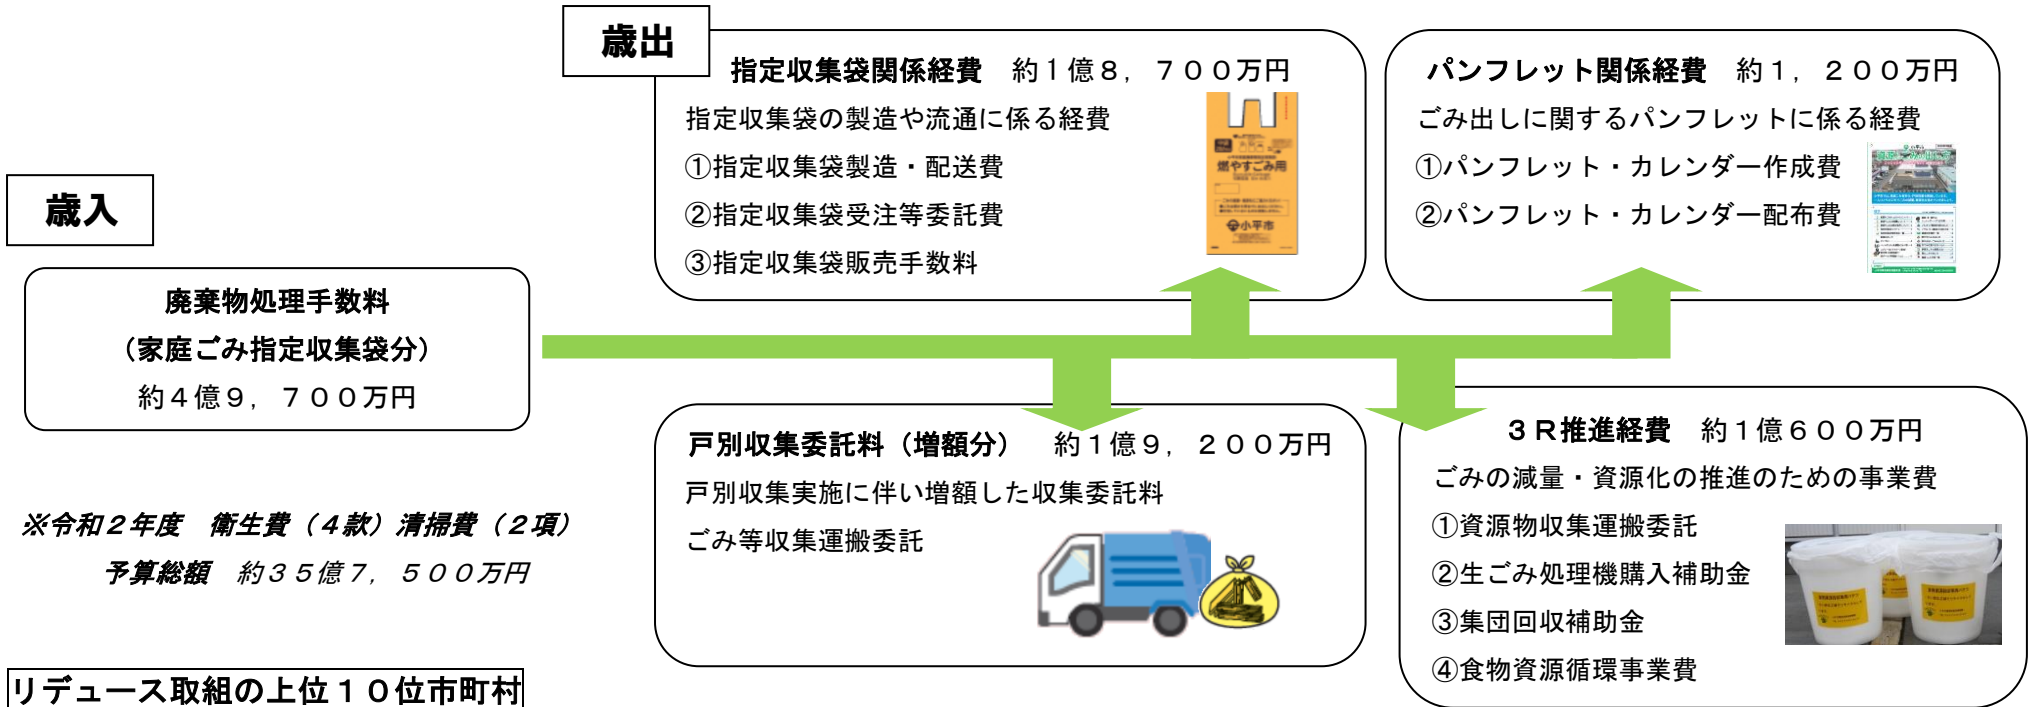 歳入
廃棄物処理手数料
（家庭ごみ指定収集袋分）
約４億９，７００万円
※令和２年度　衛生費（４款）清掃費（２項）
予算総額　約３５億７，５００万円
リデュース取組の上位１０位市町村
歳出
指定収集袋関係経費　約１億８，７００万円
指定収集袋の製造や流通に係る経費
①指定収集袋製造・配送費
②指定収集袋受注等委託費
③指定収集袋販売手数料
燃やすごみ用
小平市
パンフレット関係経費　約１，２００万円
ごみ出しに関するパンフレットに係る経費
①パンフレット・カレンダー作成費
②パンフレット・カレンダー配布費
戸別収集委託料（増額分）　約１億９，２００万円
戸別収集実施に伴い増額した収集委託料
ごみ等収集運搬委託
３Ｒ推進経費　約１億６００万円
ごみの減量・資源化の推進のための事業費
①資源物収集運搬委託
②生ごみ処理機購入補助金
③集団回収補助金
④食物資源循環事業費